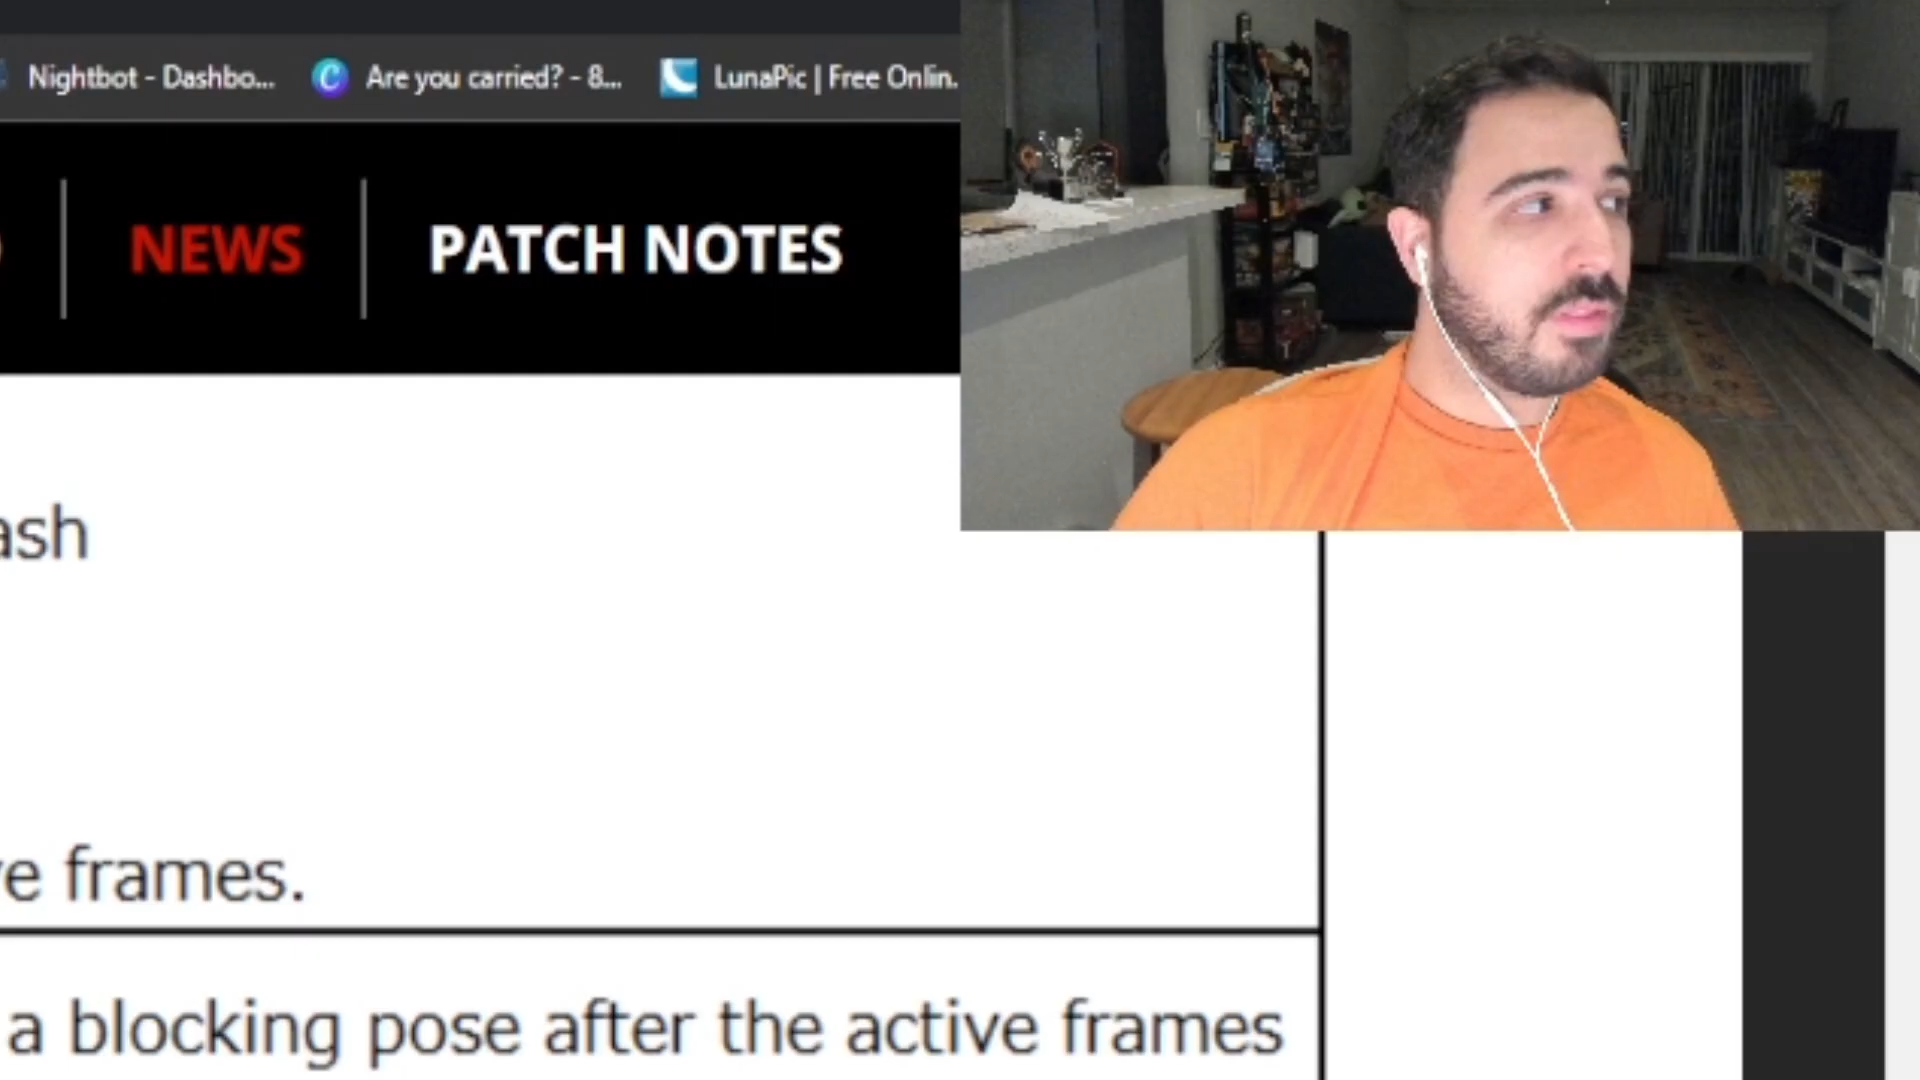 Nightbot - Dashbo... Are you carried? - 8... LunaPic | Free Onlin.
NEWS PATCH NOTES
ash
ve frames.
a blocking pose after the active frames